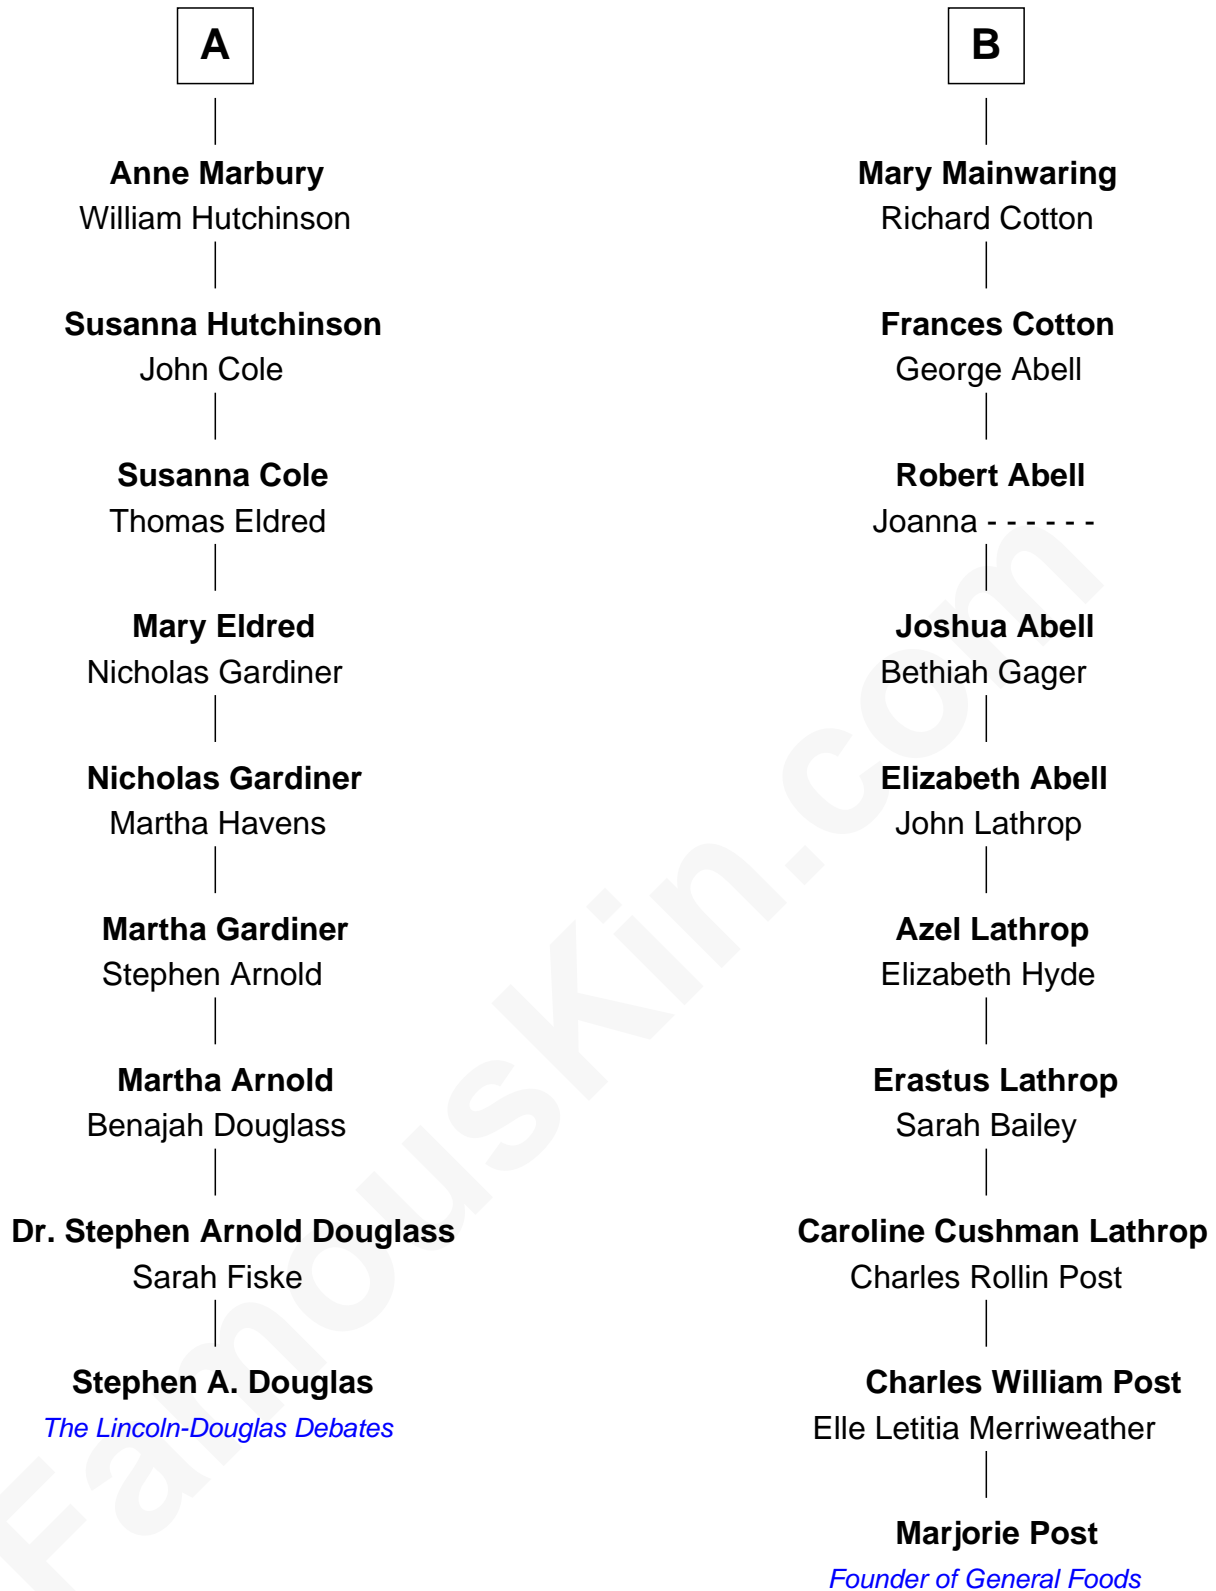 A
Anne Marbury
William Hutchinson
Susanna Hutchinson
John Cole
Susanna Cole
Thomas Eldred
Mary Eldred
Nicholas Gardiner
Nicholas Gardiner
Martha Havens
Martha Gardiner
Stephen Arnold
Martha Arnold
Benajah Douglass
Dr. Stephen Arnold Douglass
Sarah Fiske
Stephen A. Douglas
The Lincoln-Douglas Debates
B
Mary Mainwaring
Richard Cotton
Frances Cotton
George Abell
Robert Abell
Joanna - - - - - -
Joshua Abell
Bethiah Gager
Elizabeth Abell
John Lathrop
Azel Lathrop
Elizabeth Hyde
Erastus Lathrop
Sarah Bailey
Caroline Cushman Lathrop
Charles Rollin Post
Charles William Post
Elle Letitia Merriweather
Marjorie Post
Founder of General Foods
FamousKin.com